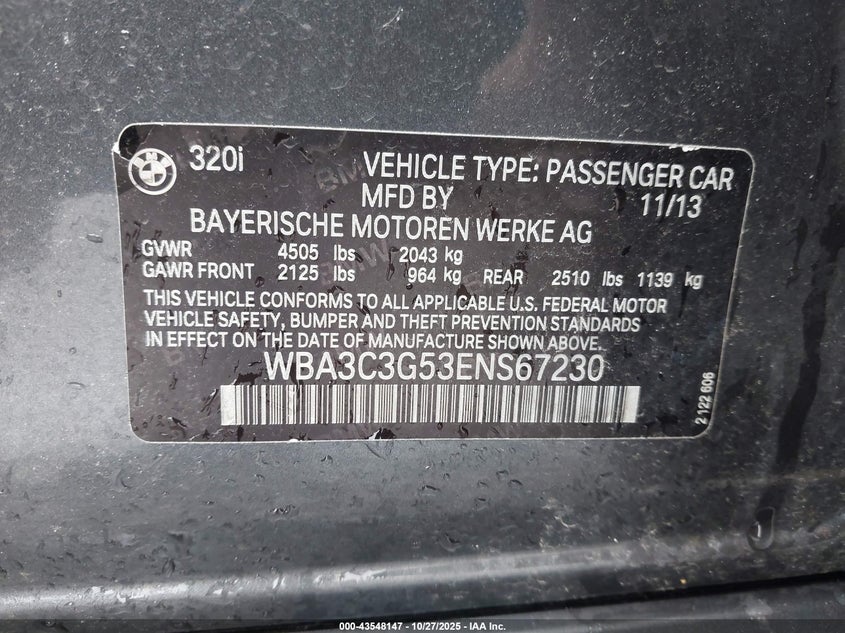 320i VEHICLE TYPE: PASSENGER CAR
MFD BY 11/13
BAYERISCHE MOTOREN WERKE AG
GVWR 4505 lbs 2043 kg
GAWR FRONT 2125 lbs 964 kg REAR 2510 lbs 1139 kg
THIS VEHICLE CONFORMS TO ALL APPLICABLE U.S. FEDERAL MOTOR
VEHICLE SAFETY, BUMPER AND THEFT PREVENTION STANDARDS
IN EFFECT ON THE DATE OF MANUFACTURE SHOWN ABOVE.
WBA3C3G53ENS67230
2 122 606
000-43548147 - 10/27/2025 - IAA Inc.